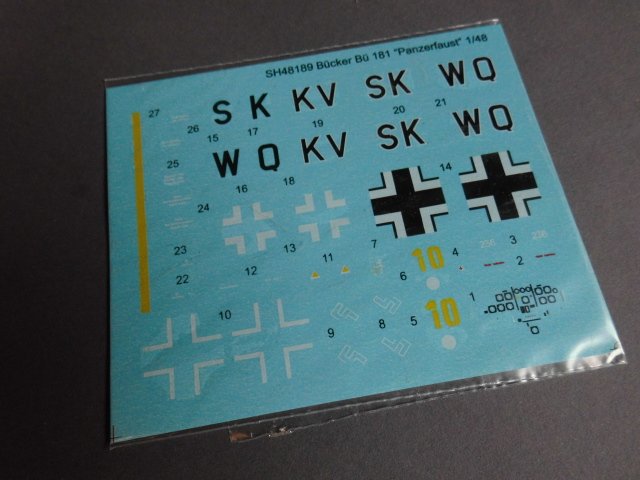 SH48189 Bücker Bü 181 "Panzerfaust" 1/48
27 S K KV SK WQ
26 15 17 19 20 21
25 W Q KV SK WQ
24 16 18 14
23 13 7 4 3
22 12 11 6 10 236 2 236
10 9 8 5 10 1